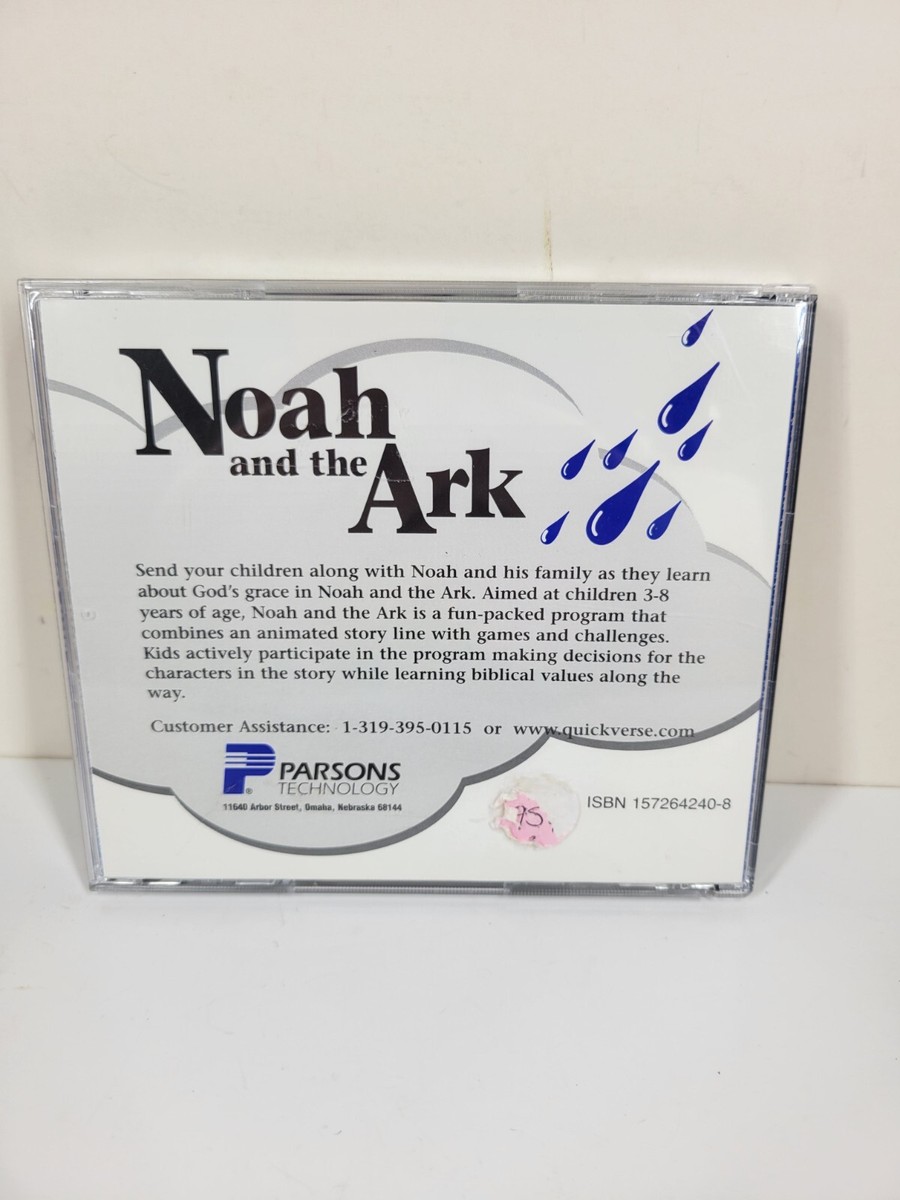 Noah
and the
Ark
Send your children along with Noah and his family as they learn
about God's grace in Noah and the Ark. Aimed at children 3-8
years of age, Noah and the Ark is a fun-packed program that
combines an animated story line with games and challenges.
Kids actively participate in the program making decisions for the
characters in the story while learning biblical values along the
way.
Customer Assistance: 1-319-395-0115 or www.quickverse.com
P®
PARSONS
TECHNOLOGY
11640 Arbor Street, Omaha, Nebraska 68144
75.
ISBN 157264240-8